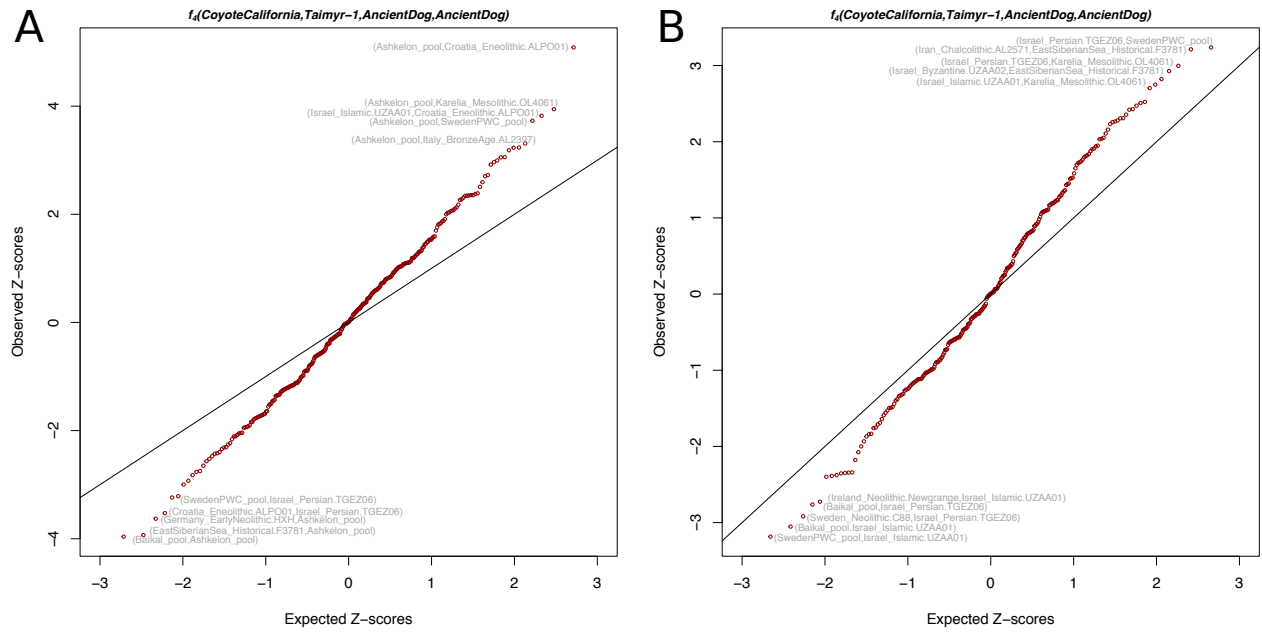 A
f₄(CoyoteCalifornia,Taimyr−1,AncientDog,AncientDog)
(Ashkelon_pool,Croatia_Eneolithic.ALPO01)
(Ashkelon_pool,Karelia_Mesolithic.OL4061)
(Israel_Islamic.UZAA01,Croatia_Eneolithic.ALPO01)
(Ashkelon_pool,SwedenPWC_pool)
(Ashkelon_pool,Italy_BronzeAge.AL2397)
(SwedenPWC_pool,Israel_Persian.TGEZ06)
(Croatia_Eneolithic.ALPO01,Israel_Persian.TGEZ06)
(Germany_EarlyNeolithic.HXH,Ashkelon_pool)
(EastSiberianSea_Historical.F3781,Ashkelon_pool)
(Baikal_pool,Ashkelon_pool)
Observed Z−scores
4
2
0
−2
−4
−3 −2 −1 0 1 2 3
Expected Z−scores
B
f₄(CoyoteCalifornia,Taimyr−1,AncientDog,AncientDog)
(Israel_Persian.TGEZ06,SwedenPWC_pool)
(Iran_Chalcolithic.AL2571,EastSiberianSea_Historical.F3781)
(Israel_Persian.TGEZ06,Karelia_Mesolithic.OL4061)
(Israel_Byzantine.UZAA02,EastSiberianSea_Historical.F3781)
(Israel_Islamic.UZAA01,Karelia_Mesolithic.OL4061)
(Ireland_Neolithic.Newgrange,Israel_Islamic.UZAA01)
(Baikal_pool,Israel_Persian.TGEZ06)
(Sweden_Neolithic.C88,Israel_Persian.TGEZ06)
(Baikal_pool,Israel_Islamic.UZAA01)
(SwedenPWC_pool,Israel_Islamic.UZAA01)
Observed Z−scores
3
2
1
0
−1
−2
−3
−3 −2 −1 0 1 2 3
Expected Z−scores